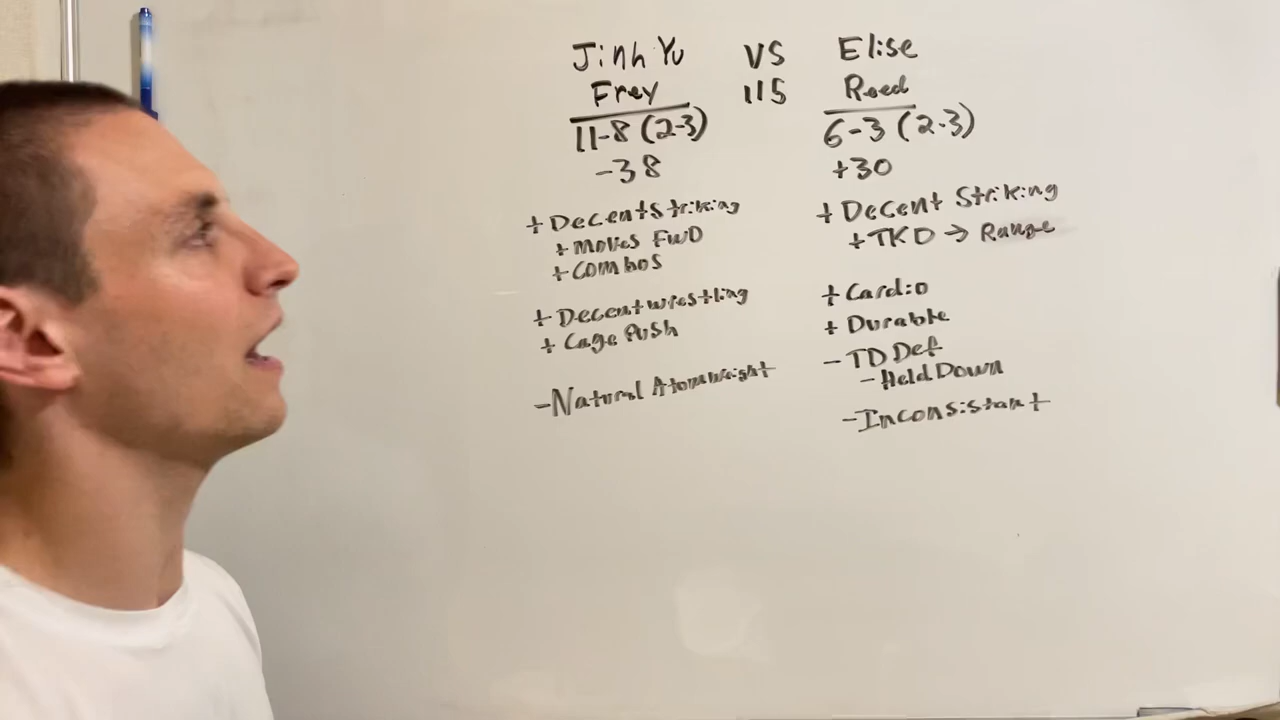 Jinh Yu VS Elise
Frey 115 Reed
11-8 (2-3) 6-3 (2-3)
-38 +30
+ Decent Striking
+ Moves FWD
+ Combos
+ Decent wrestling
+ Cage Push
- Natural Atomweight
+ Decent Striking
+ TKD → Range
+ Cardio
+ Durable
- TD Def
- Held Down
- Inconsistant